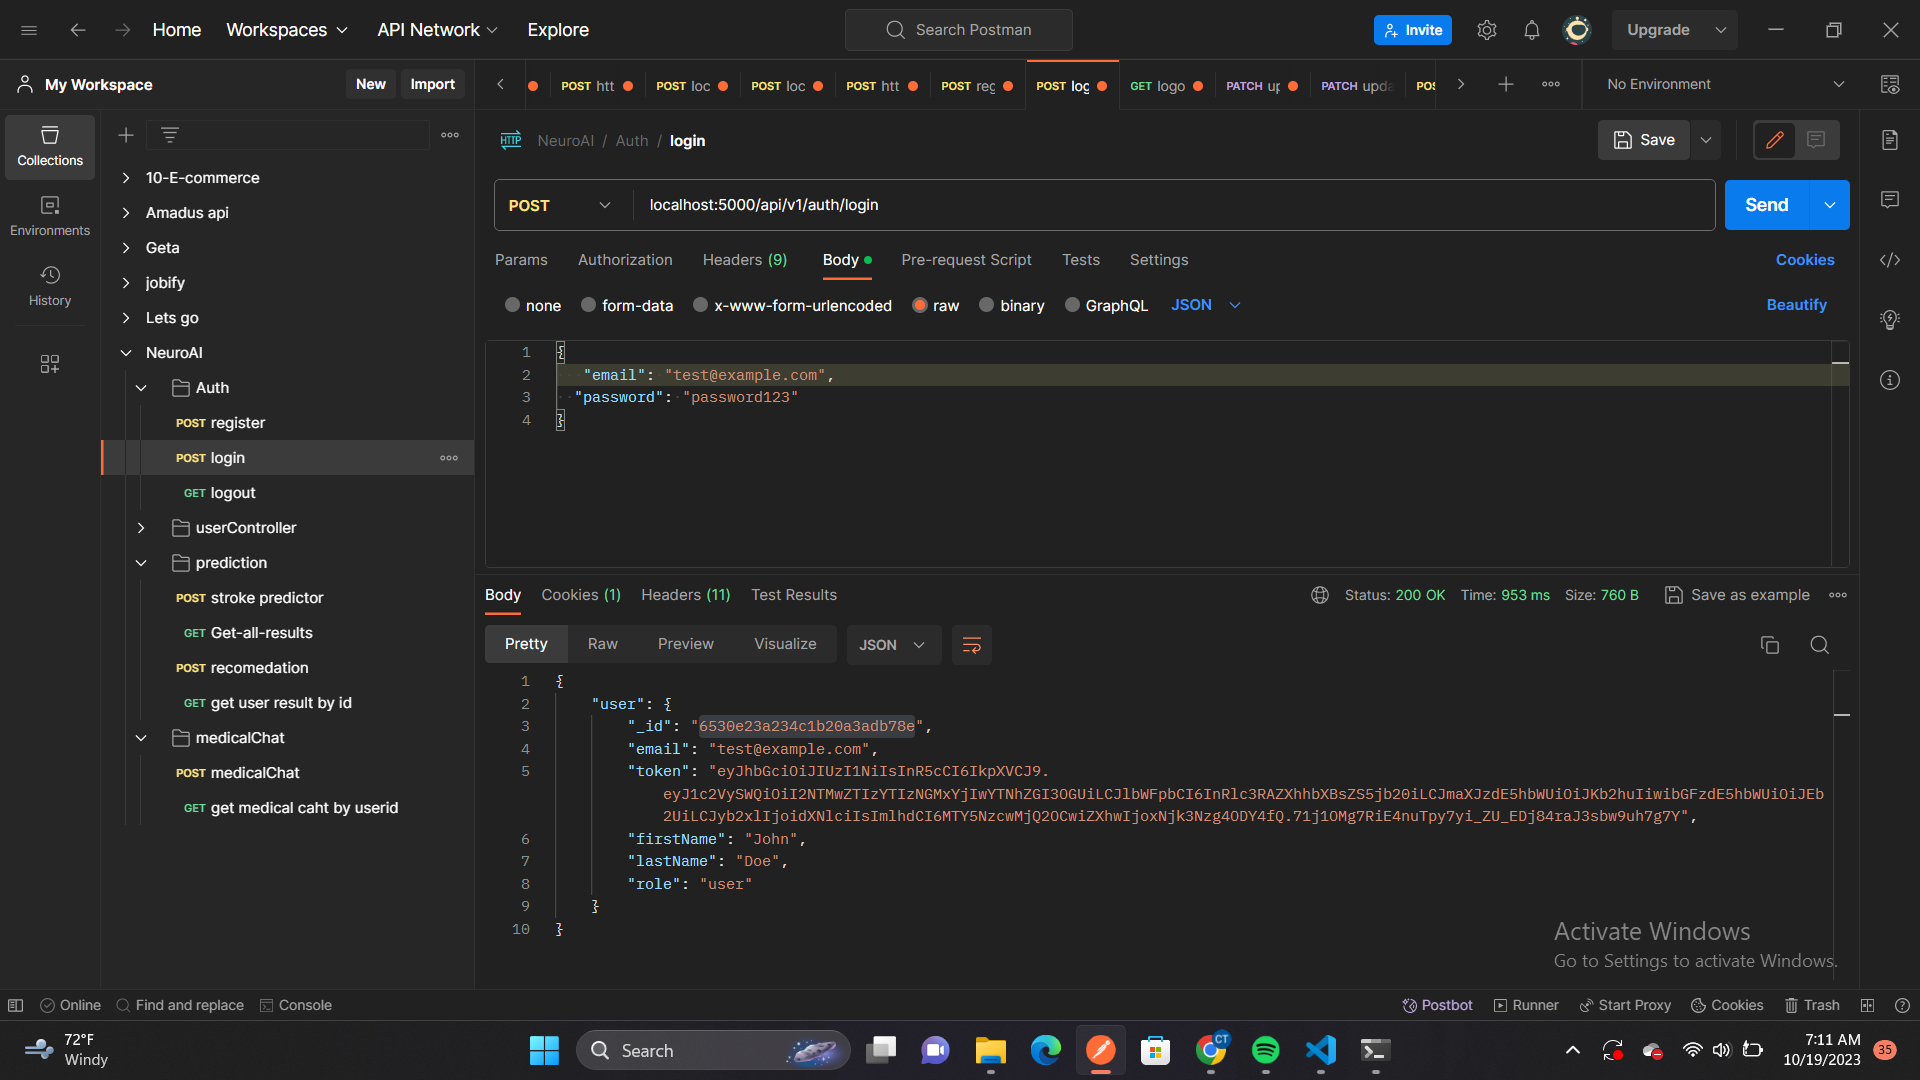 Home Workspaces API Network Explore Search Postman Invite Upgrade
My Workspace New Import POST htt POST loc POST loc POST htt POST reg POST log GET logo PATCH up PATCH upda POS No Environment
NeuroAI / Auth / login Save
Collections
Environments
History
10-E-commerce
Amadus api
Geta
jobify
Lets go
NeuroAI
Auth
POST register
POST login
GET logout
userController
prediction
POST stroke predictor
GET Get-all-results
POST recomedation
GET get user result by id
medicalChat
POST medicalChat
GET get medical caht by userid
POST localhost:5000/api/v1/auth/login Send
Params Authorization Headers (9) Body Pre-request Script Tests Settings Cookies
none form-data x-www-form-urlencoded raw binary GraphQL JSON Beautify
1 {
2 "email": "test@example.com",
3 "password": "password123"
4 }
Body Cookies (1) Headers (11) Test Results Status: 200 OK Time: 953 ms Size: 760 B Save as example
Pretty Raw Preview Visualize JSON
1 {
2 "user": {
3 "_id": "6530e23a234c1b20a3adb78e",
4 "email": "test@example.com",
5 "token": "eyJhbGciOiJIUzI1NiIsInR5cCI6IkpXVCJ9.
eyJ1c2VySWQiOiI2NTMwZTIzYTIzNGMxYjIwYTNhZGI3OGUiLCJlbWFpbCI6InRlc3RAZXhhbXBsZS5jb20iLCJmaXJzdE5hbWUiOiJKb2huIiwibGFzdE5hbWUiOiJEb
2UiLCJyb2xlIjoidXNlciIsImlhdCI6MTY5NzcwMjQ2OCwiZXhwIjoxNjk3Nzg4ODY4fQ.71j1OMg7RiE4nuTpy7yi_ZU_EDj84raJ3sbw9uh7g7Y",
6 "firstName": "John",
7 "lastName": "Doe",
8 "role": "user"
9 }
10 }
Activate Windows
Go to Settings to activate Windows.
Online Find and replace Console Postbot Runner Start Proxy Cookies Trash
72°F
Windy
Search
CT
7:11 AM
10/19/2023
35